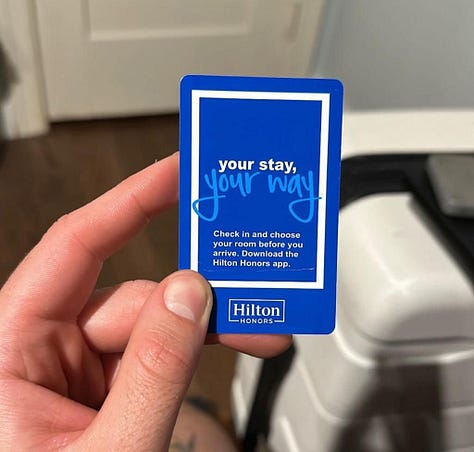 your stay,
your way
Check in and choose
your room before you
arrive. Download the
Hilton Honors app.
Hilton
HONORS